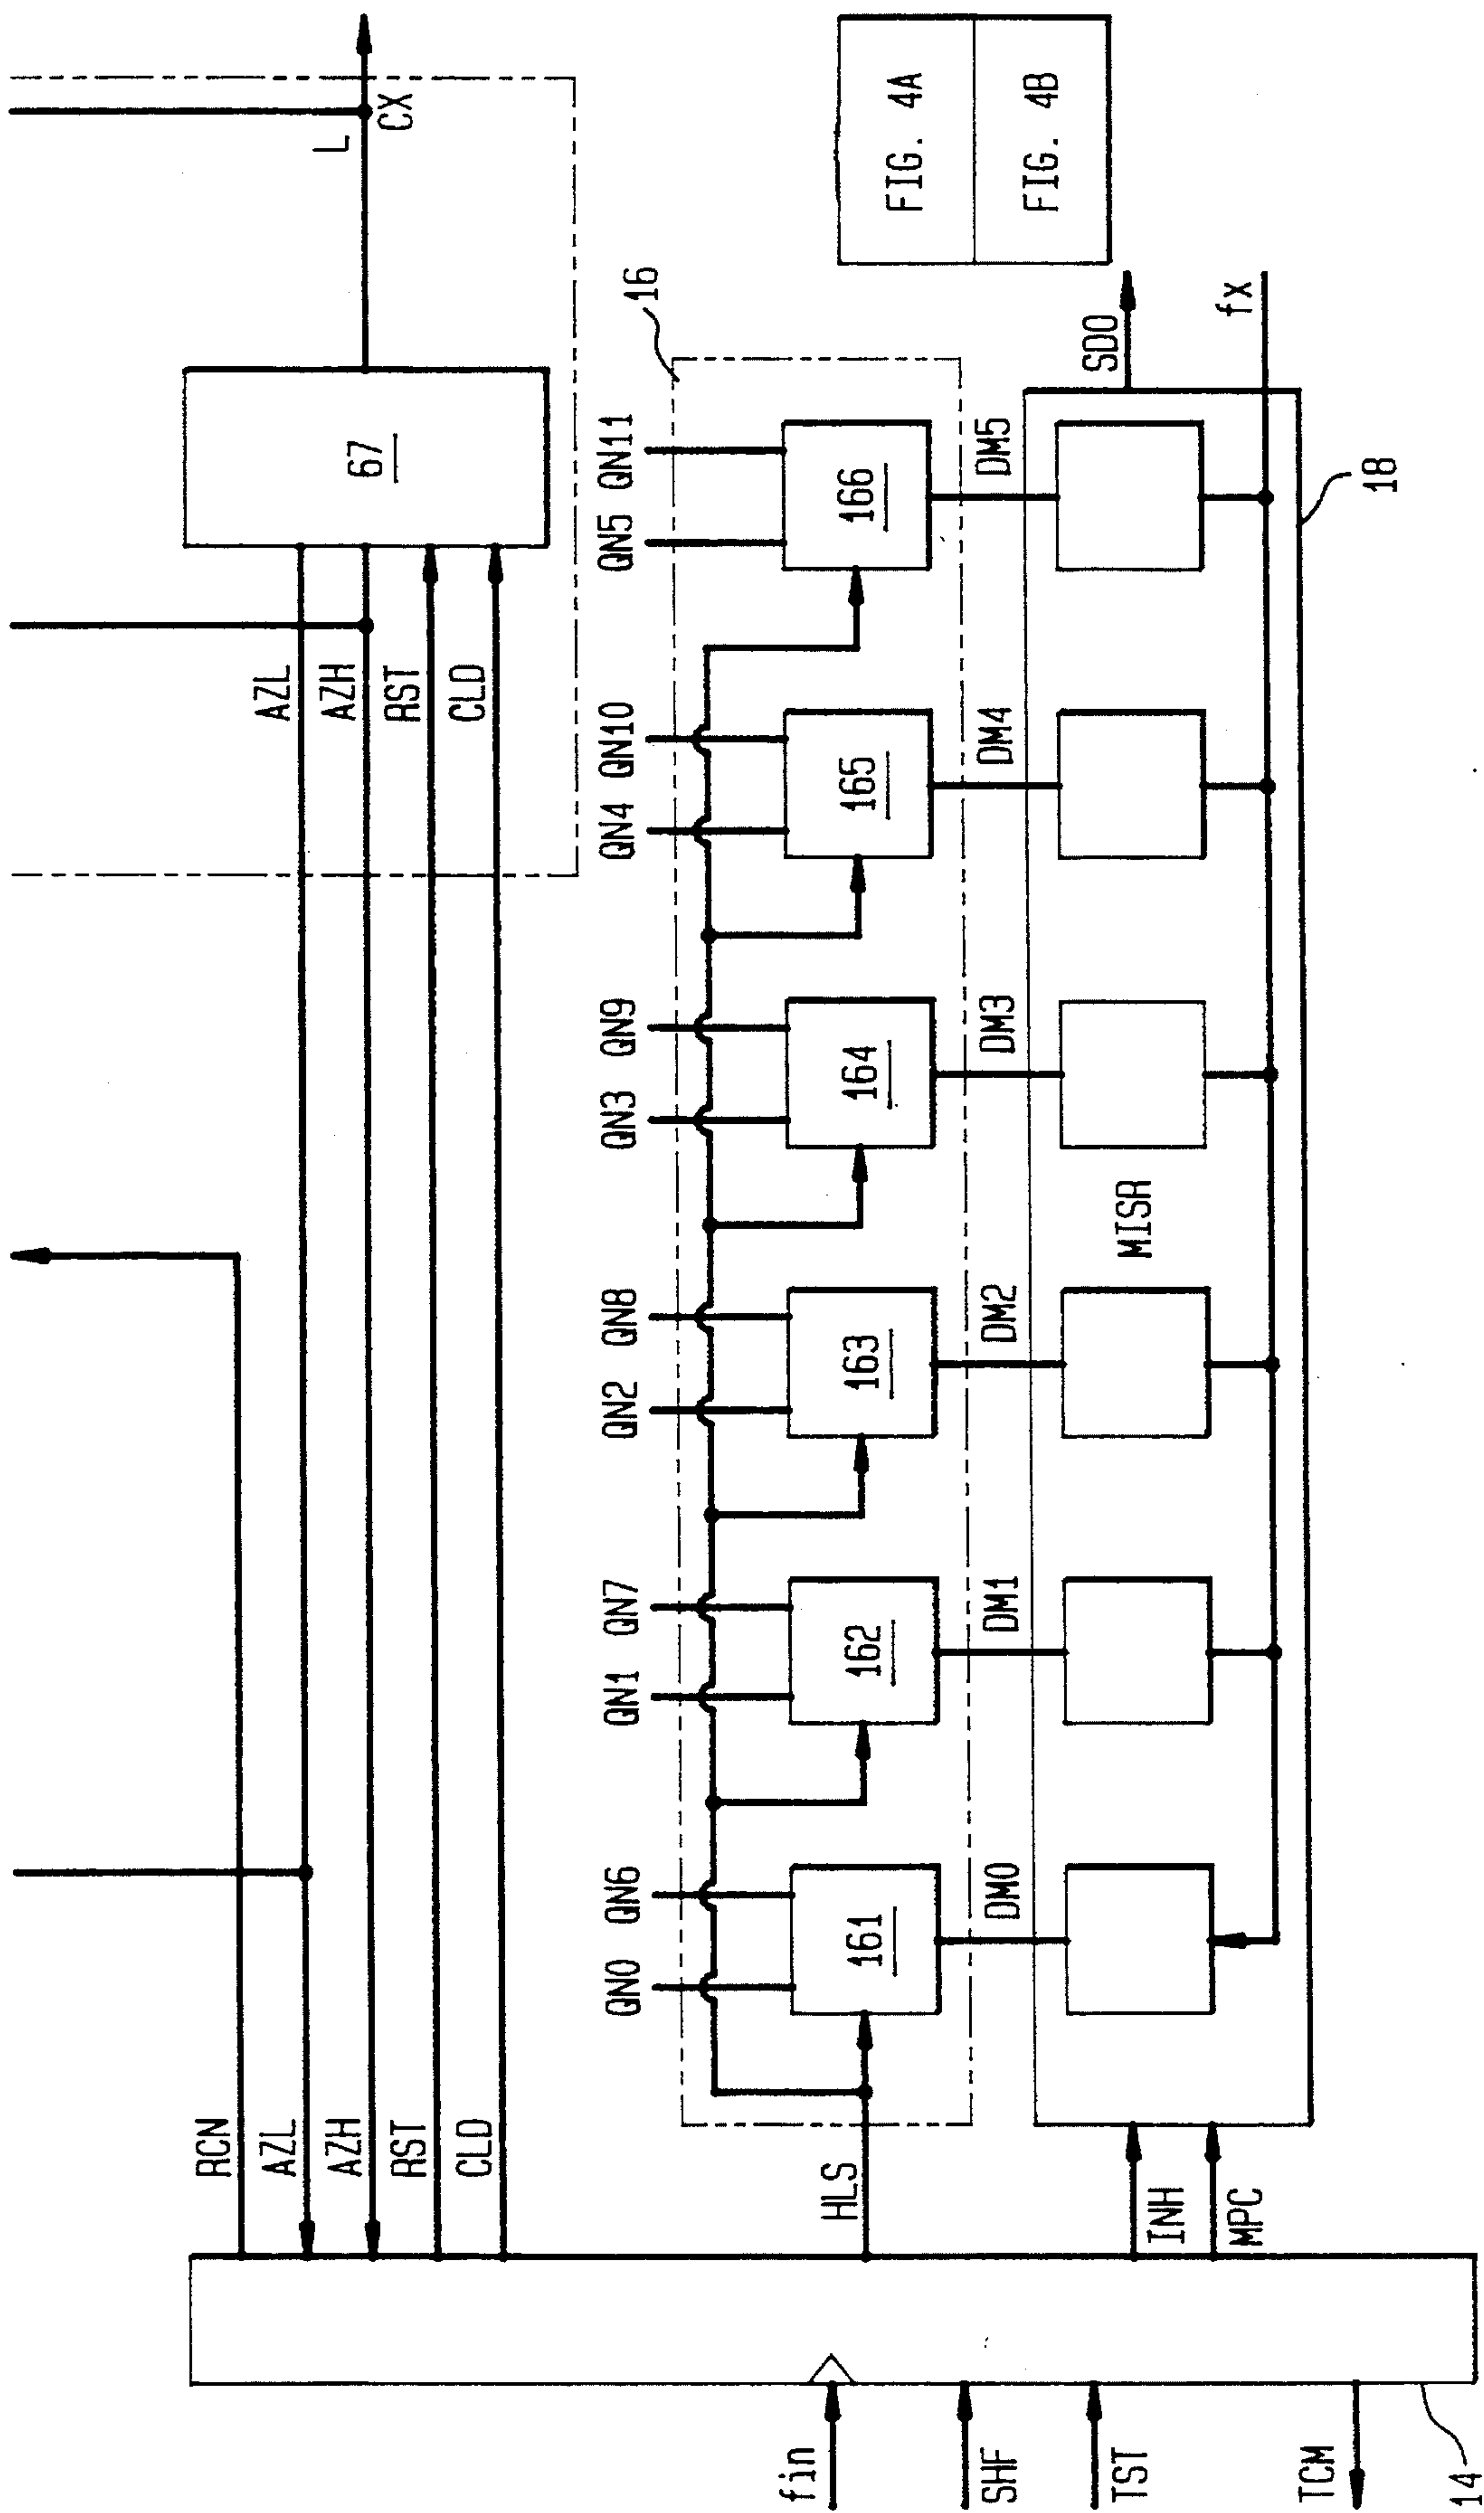 L
CX
67
AZL
AZH
RST
CLD
RCN
AZL
AZH
RST
CLD
FIG. 4A
FIG. 4B
16
QN0
QN6
QN1
QN7
QN2
QN8
QN3
QN9
QN4
QN10
QN5
QN11
161
162
163
164
165
166
HLS
DM0
DM1
DM2
DM3
DM4
DM5
SDO
MISR
fx
18
INH
MPC
fin
SHF
TST
TCM
14